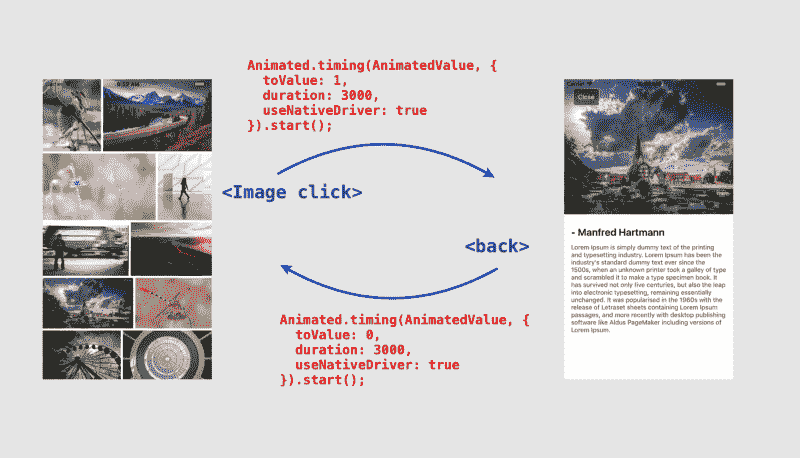 Animated.timing(AnimatedValue, {
toValue: 1,
duration: 3000,
useNativeDriver: true
}).start();
<Image click>
<back>
Animated.timing(AnimatedValue, {
toValue: 0,
duration: 3000,
useNativeDriver: true
}).start();
Close
- Manfred Hartmann
Lorem Ipsum is simply dummy text of the printing
and typesetting industry. Lorem Ipsum has been the
industry's standard dummy text ever since the
1500s, when an unknown printer took a galley of type
and scrambled it to make a type specimen book. It
has survived not only five centuries, but also the leap
into electronic typesetting, remaining essentially
unchanged. It was popularised in the 1960s with the
release of Letraset sheets containing Lorem Ipsum
passages, and more recently with desktop publishing
software like Aldus PageMaker including versions of
Lorem Ipsum.